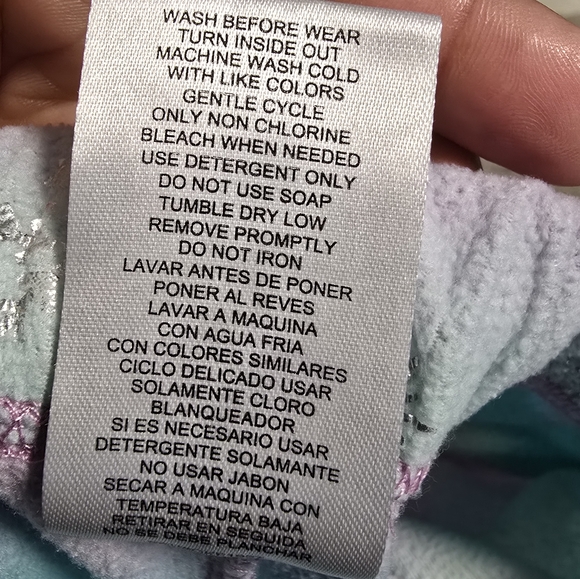 WASH BEFORE WEAR
TURN INSIDE OUT
MACHINE WASH COLD
WITH LIKE COLORS
GENTLE CYCLE
ONLY NON CHLORINE
BLEACH WHEN NEEDED
USE DETERGENT ONLY
DO NOT USE SOAP
TUMBLE DRY LOW
REMOVE PROMPTLY
DO NOT IRON
LAVAR ANTES DE PONER
PONER AL REVES
LAVAR A MAQUINA
CON AGUA FRIA
CON COLORES SIMILARES
CICLO DELICADO USAR
SOLAMENTE CLORO
BLANQUEADOR
SI ES NECESARIO USAR
DETERGENTE SOLAMANTE
NO USAR JABON
SECAR A MAQUINA CON
TEMPERATURA BAJA
RETIRAR EN SEGUIDA
NO SE DEBE PLANCHAR